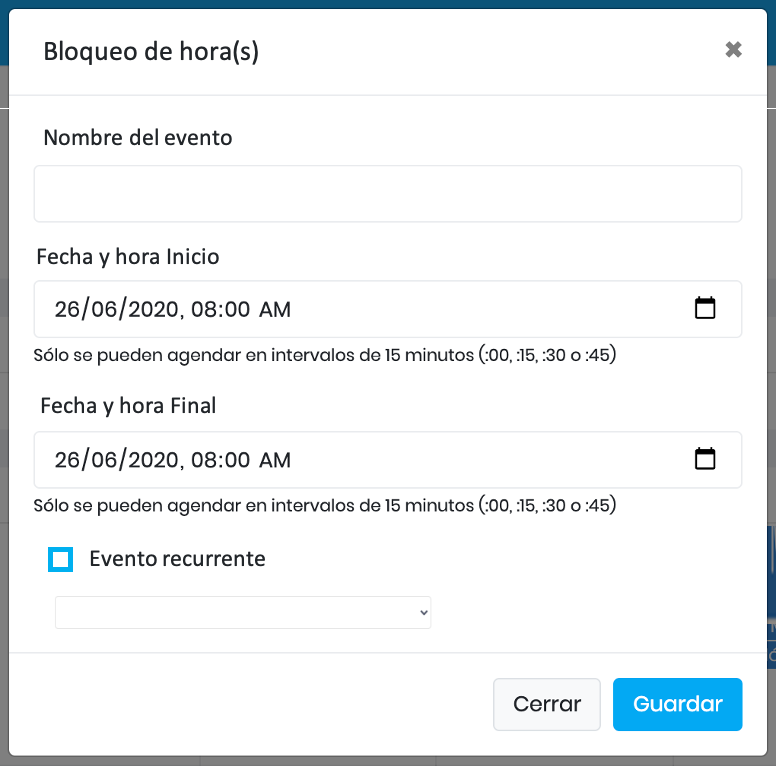 Bloqueo de hora(s)
Nombre del evento
Fecha y hora Inicio
26/06/2020, 08:00 AM
Sólo se pueden agendar en intervalos de 15 minutos (:00, :15, :30 o :45)
Fecha y hora Final
26/06/2020, 08:00 AM
Sólo se pueden agendar en intervalos de 15 minutos (:00, :15, :30 o :45)
Evento recurrente
Cerrar
Guardar